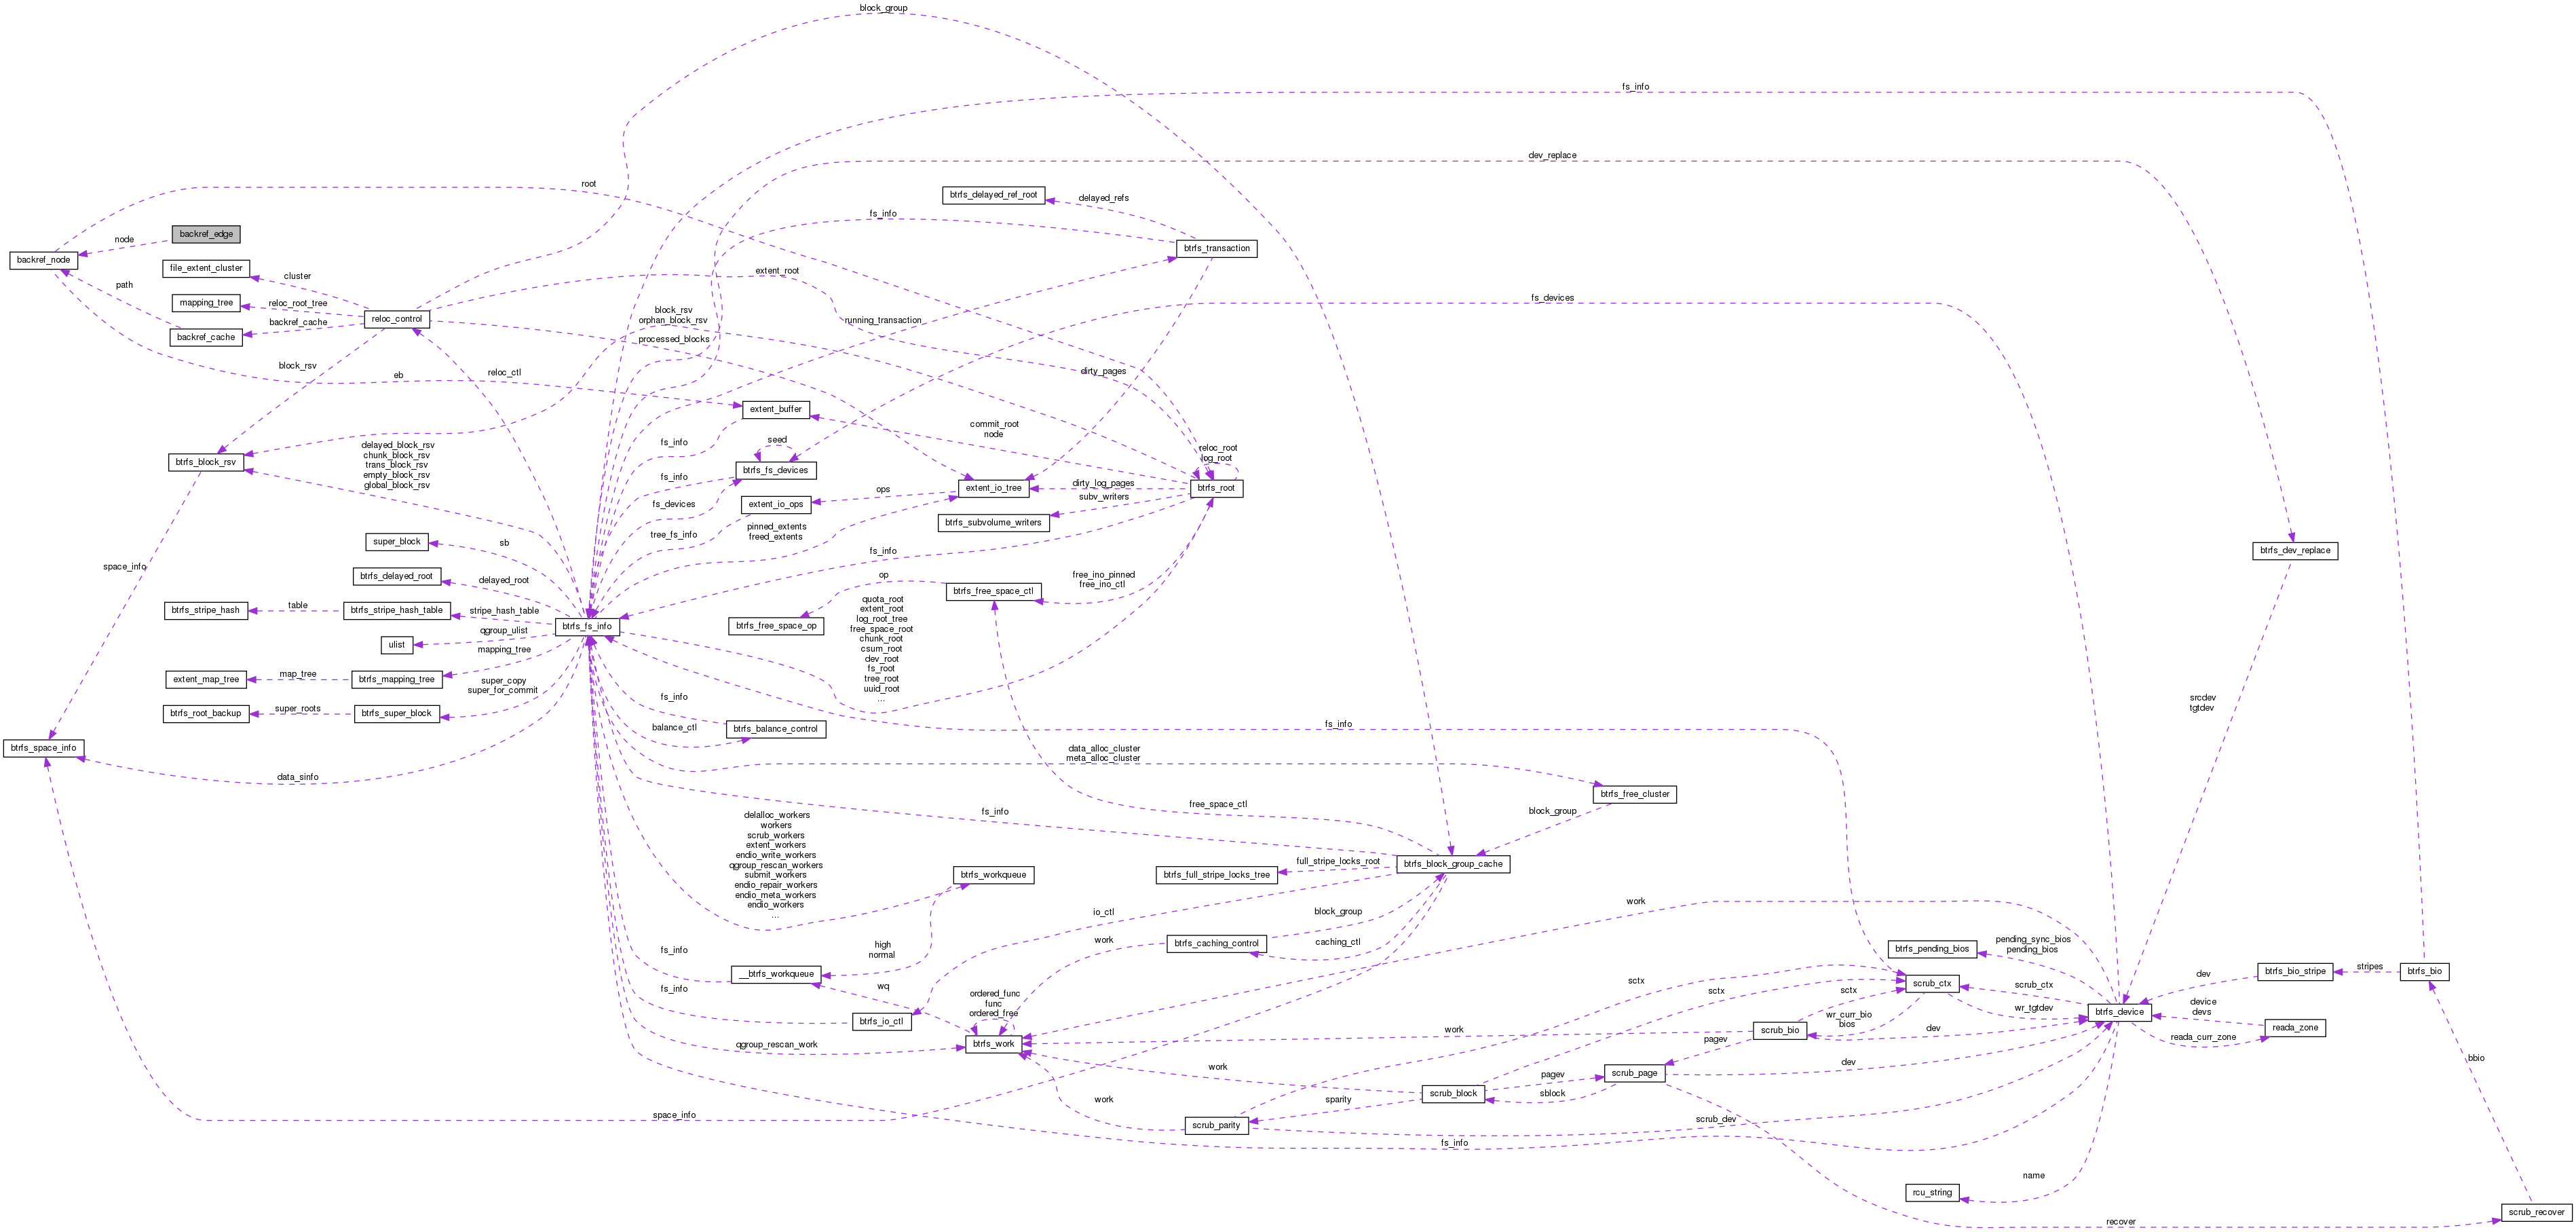 block_group
fs_info
dev_replace
root
btrfs_delayed_ref_root
delayed_refs
fs_info
backref_edge
node
btrfs_transaction
backref_node
file_extent_cluster
cluster
extent_root
path
mapping_tree
reloc_root_tree
fs_devices
block_rsv
orphan_block_rsv
running_transaction
reloc_control
backref_cache
backref_cache
processed_blocks
block_rsv
eb
reloc_ctl
dirty_pages
extent_buffer
commit_root
node
seed
fs_info
delayed_block_rsv
chunk_block_rsv
trans_block_rsv
empty_block_rsv
global_block_rsv
reloc_root
log_root
btrfs_block_rsv
btrfs_fs_devices
fs_info
extent_io_tree
dirty_log_pages
btrfs_root
ops
subv_writers
fs_devices
extent_io_ops
btrfs_subvolume_writers
pinned_extents
freed_extents
tree_fs_info
super_block
sb
fs_info
btrfs_dev_replace
space_info
btrfs_delayed_root
delayed_root
op
free_ino_pinned
free_ino_ctl
btrfs_free_space_ctl
btrfs_stripe_hash
table
btrfs_stripe_hash_table
stripe_hash_table
quota_root
extent_root
log_root_tree
free_space_root
chunk_root
csum_root
dev_root
fs_root
tree_root
uuid_root
...
btrfs_fs_info
btrfs_free_space_op
qgroup_ulist
ulist
mapping_tree
extent_map_tree
map_tree
btrfs_mapping_tree
super_copy
super_for_commit
fs_info
srcdev
tgtdev
btrfs_root_backup
super_roots
btrfs_super_block
balance_ctl
btrfs_balance_control
fs_info
btrfs_space_info
data_alloc_cluster
meta_alloc_cluster
data_sinfo
btrfs_free_cluster
free_space_ctl
fs_info
block_group
delalloc_workers
workers
scrub_workers
extent_workers
endio_write_workers
qgroup_rescan_workers
submit_workers
endio_repair_workers
endio_meta_workers
endio_workers
...
btrfs_workqueue
full_stripe_locks_root
btrfs_full_stripe_locks_tree
btrfs_block_group_cache
work
io_ctl
block_group
work
btrfs_caching_control
caching_ctl
high
normal
fs_info
__btrfs_workqueue
pending_sync_bios
pending_bios
btrfs_pending_bios
dev
btrfs_bio_stripe
stripes
btrfs_bio
sctx
sctx
sctx
scrub_ctx
scrub_ctx
wq
fs_info
ordered_func
func
ordered_free
wr_curr_bio
bios
wr_tgtdev
btrfs_device
device
devs
btrfs_io_ctl
work
scrub_bio
dev
reada_zone
reada_curr_zone
qgroup_rescan_work
btrfs_work
pagev
work
pagev
scrub_page
dev
bbio
scrub_block
sblock
work
sparity
space_info
scrub_parity
scrub_dev
fs_info
name
rcu_string
scrub_recover
recover